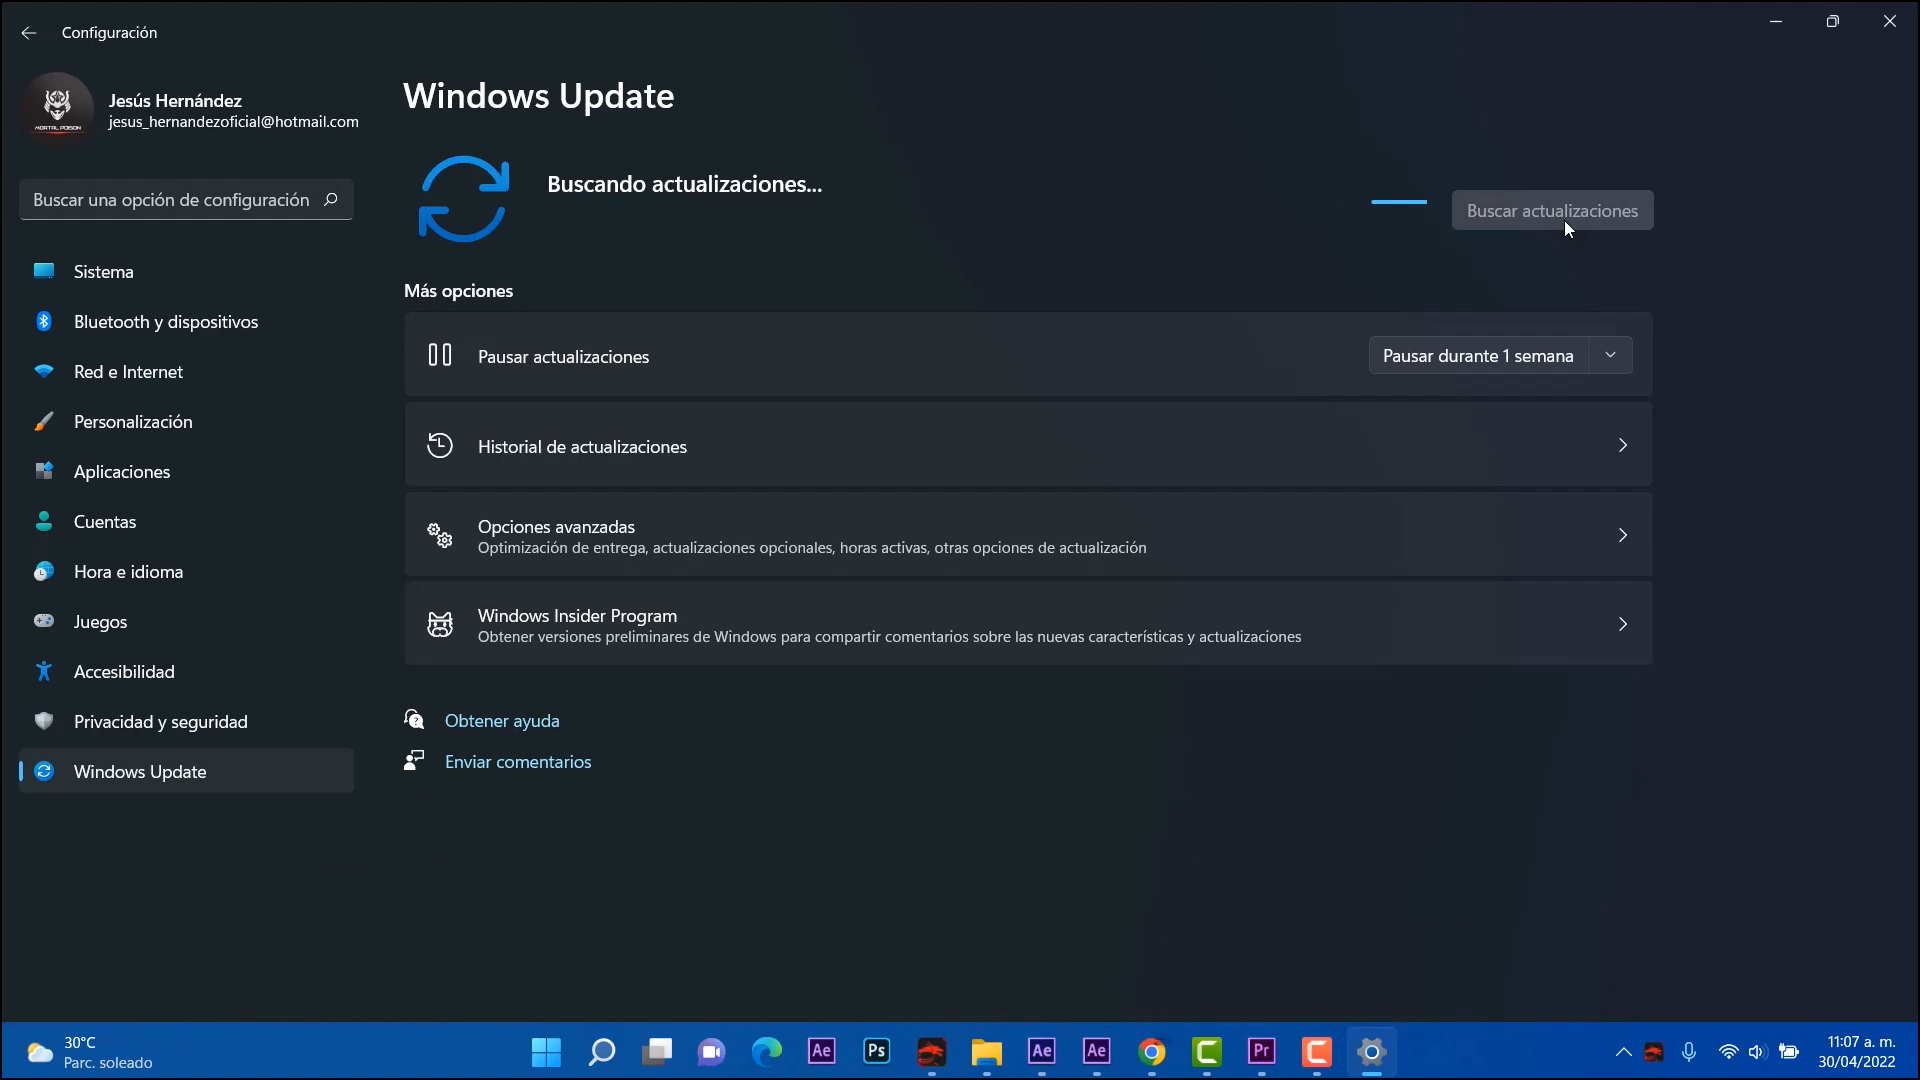 Configuración
MORTAL POISON
Jesús Hernández
jesus_hernandezoficial@hotmail.com
Buscar una opción de configuración
Sistema
Bluetooth y dispositivos
Red e Internet
Personalización
Aplicaciones
Cuentas
Hora e idioma
Juegos
Accesibilidad
Privacidad y seguridad
Windows Update
Windows Update
Buscando actualizaciones...
Buscar actualizaciones
Más opciones
Pausar actualizaciones
Pausar durante 1 semana
Historial de actualizaciones
Opciones avanzadas
Optimización de entrega, actualizaciones opcionales, horas activas, otras opciones de actualización
Windows Insider Program
Obtener versiones preliminares de Windows para compartir comentarios sobre las nuevas características y actualizaciones
Obtener ayuda
Enviar comentarios
30°C
Parc. soleado
Ae
Ps
Ae
Ae
Pr
11:07 a. m.
30/04/2022